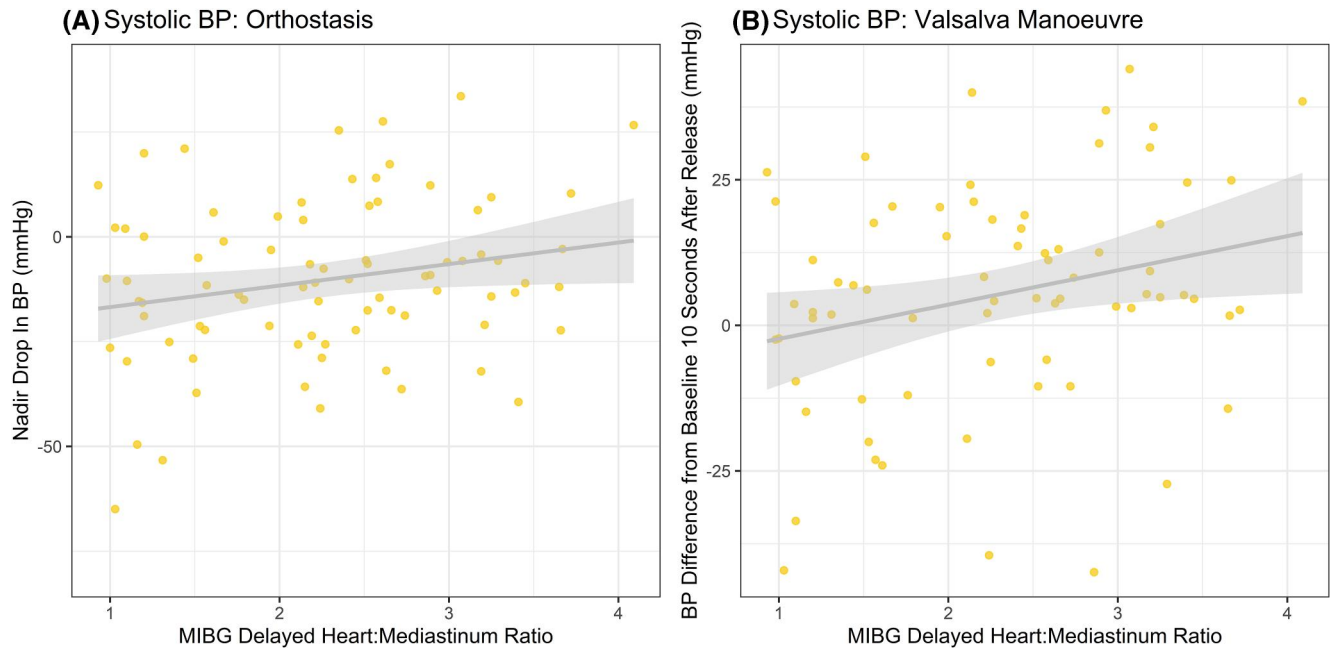 (A) Systolic BP: Orthostasis
Nadir Drop In BP (mmHg)
0
-50
1 2 3 4
MIBG Delayed Heart:Mediastinum Ratio
(B) Systolic BP: Valsalva Manoeuvre
BP Difference from Baseline 10 Seconds After Release (mmHg)
25
0
-25
1 2 3 4
MIBG Delayed Heart:Mediastinum Ratio